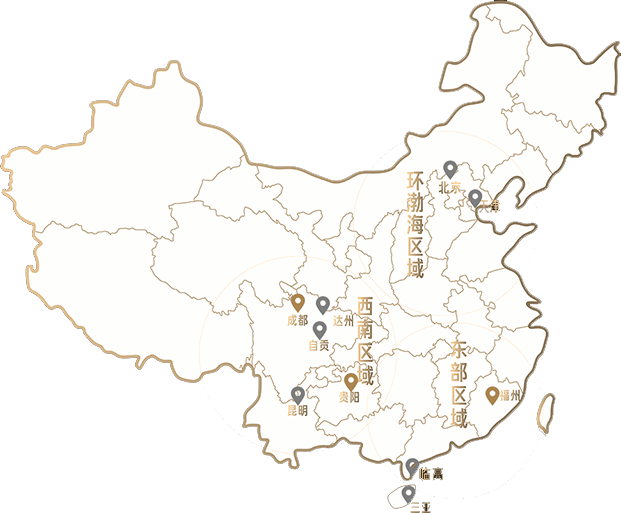 环渤海区域
北京
天津
西南区域
成都
达州
自贡
昆明
贵阳
东部区域
福州
临高
三亚